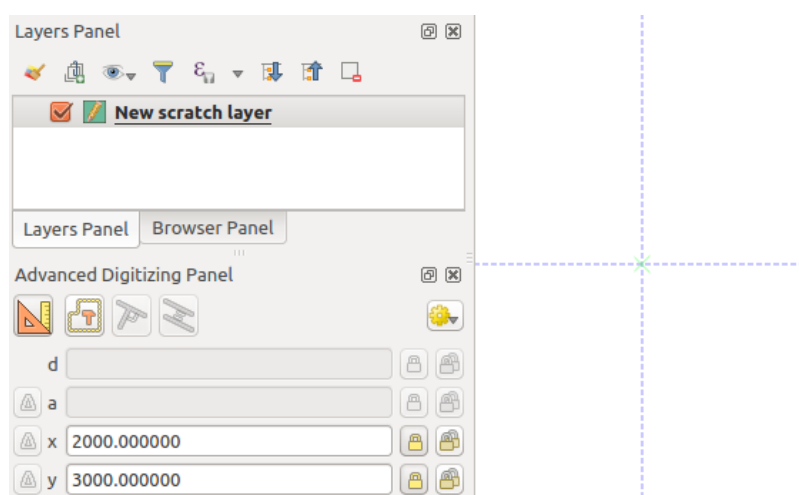 Layers Panel
New scratch layer
Layers Panel Browser Panel
Advanced Digitizing Panel
d
a
x 2000.000000
y 3000.000000